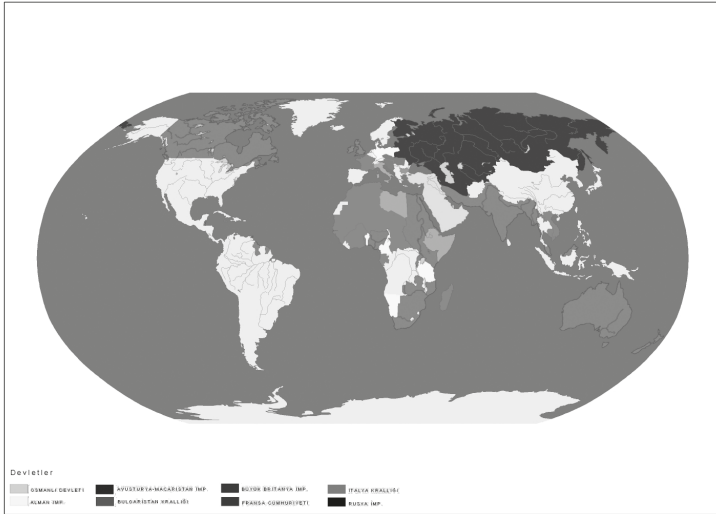 Devletler
OSMANLI DEVLETİ
AVUSTURYA-MACARİSTAN İMP.
BÜYÜK BRİTANYA İMP.
İTALYA KRALLIĞI
ALMAN İMP.
BULGARİSTAN KRALLIĞI
FRANSA CUMHURİYETİ
RUSYA İMP.